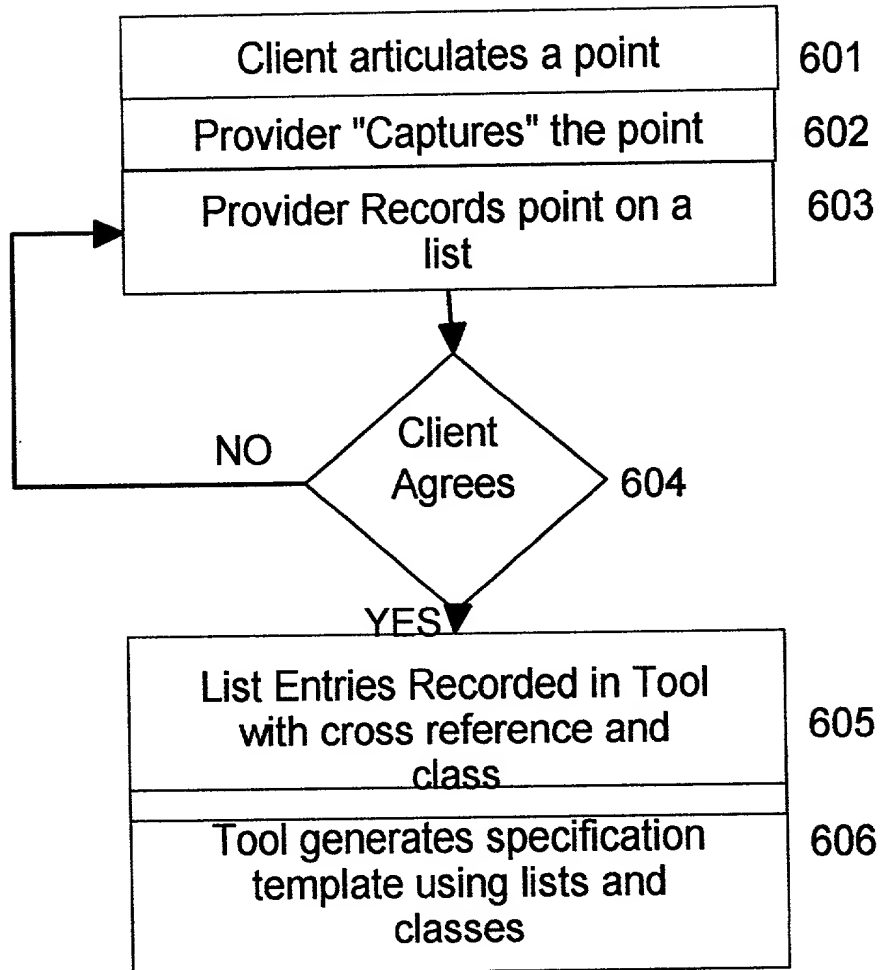 Client articulates a point 601
Provider "Captures" the point 602
Provider Records point on a 603
list
Client
NO
Agrees 604
YES
List Entries Recorded in Tool
with cross reference and 605
class
Tool generates specification 606
template using lists and
classes